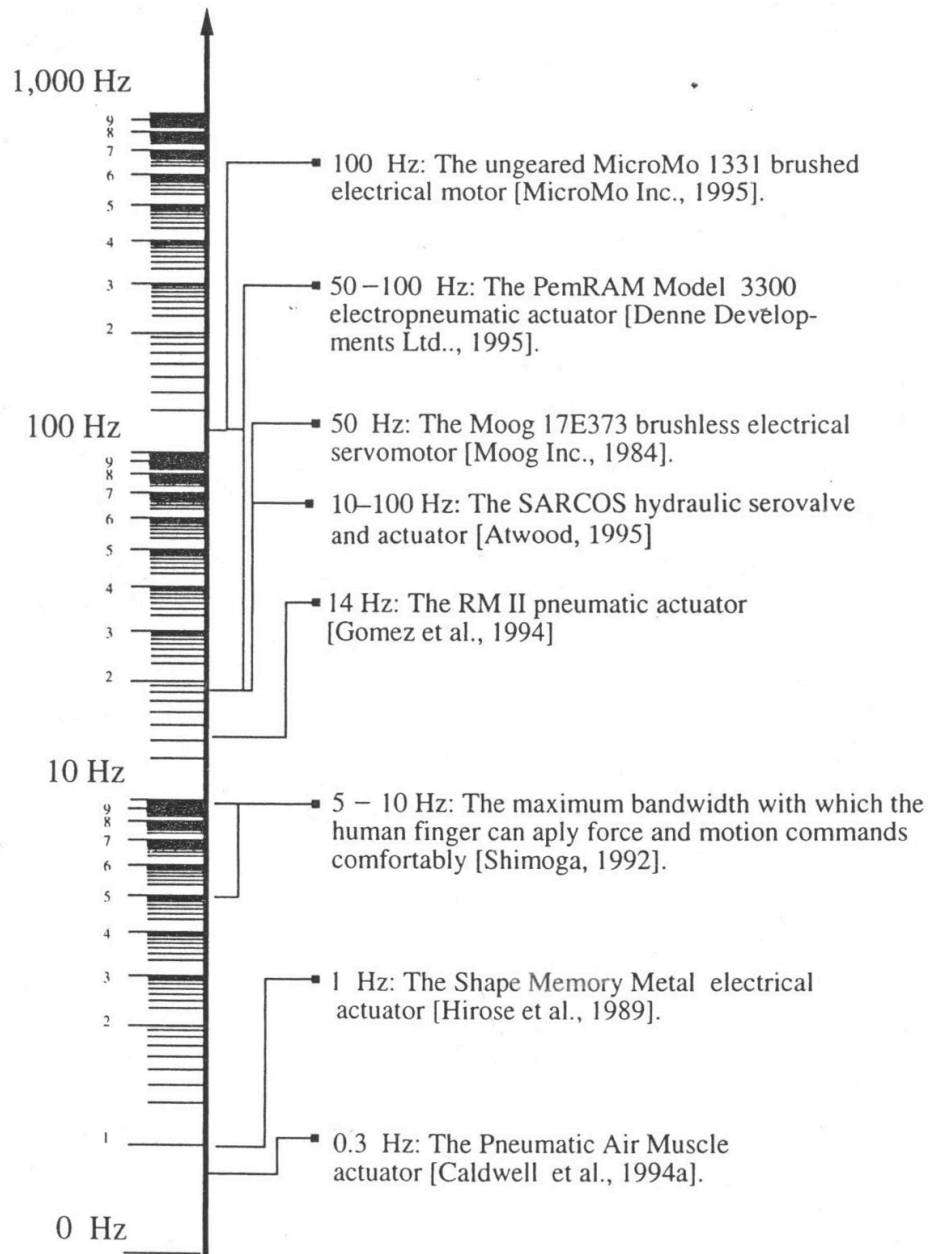 1,000 Hz
9
8
7
6
5
4
3
2
100 Hz: The ungeared MicroMo 1331 brushed
electrical motor [MicroMo Inc., 1995].
50–100 Hz: The PemRAM Model 3300
electropneumatic actuator [Denne Develop-
ments Ltd.., 1995].
100 Hz
9
8
7
6
5
4
3
2
50 Hz: The Moog 17E373 brushless electrical
servomotor [Moog Inc., 1984].
10–100 Hz: The SARCOS hydraulic serovalve
and actuator [Atwood, 1995]
14 Hz: The RM II pneumatic actuator
[Gomez et al., 1994]
10 Hz
9
8
7
6
5
4
3
2
1
5 – 10 Hz: The maximum bandwidth with which the
human finger can aply force and motion commands
comfortably [Shimoga, 1992].
1 Hz: The Shape Memory Metal electrical
actuator [Hirose et al., 1989].
0.3 Hz: The Pneumatic Air Muscle
actuator [Caldwell et al., 1994a].
0 Hz